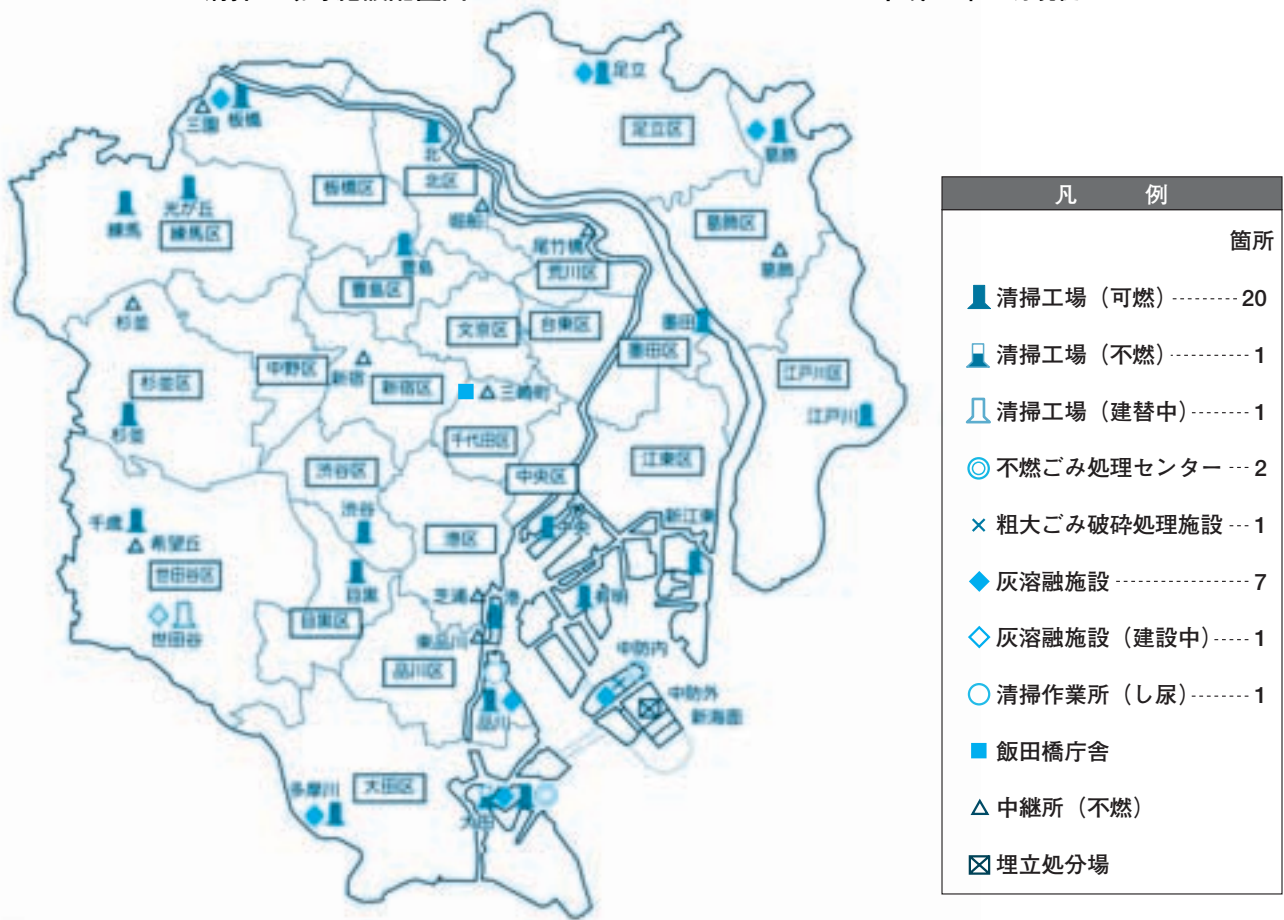 足立
三園
板橋
北
足立区
葛飾
板橋区
北区
練馬
光が丘
練馬区
堀船
葛飾区
尾竹橋
荒川区
葛飾
豊島
豊島区
杉並
文京区
台東区
墨田
墨田区
中野区
新宿
新宿区
杉並区
三崎町
江戸川区
杉並
江戸川
千代田区
渋谷区
中央区
江東区
千歳
希望丘
渋谷
港区
中央
新江東
世田谷区
目黒
芝浦
港
有明
世田谷
目黒区
東品川
中防内
品川区
中防外
新海面
品川
多摩川
大田区
大田
凡 例
箇所
清掃工場（可燃）---------20
清掃工場（不燃）---------1
清掃工場（建替中）------1
不燃ごみ処理センター---2
粗大ごみ破砕処理施設---1
灰溶融施設---------------7
灰溶融施設（建設中）----1
清掃作業所（し尿）-------1
飯田橋庁舎
中継所（不燃）
埋立処分場